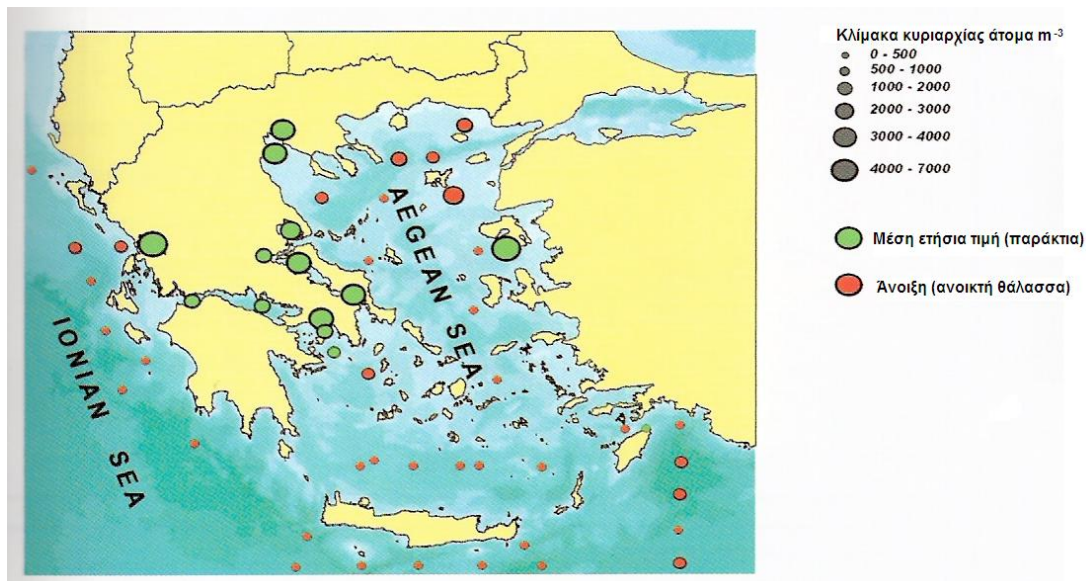 Κλίμακα κυριαρχίας άτομα m -3
0 - 500
500 - 1000
1000 - 2000
2000 - 3000
3000 - 4000
4000 - 7000
Μέση ετήσια τιμή (παράκτια)
Άνοιξη (ανοικτή θάλασσα)
AEGEAN SEA
IONIAN SEA